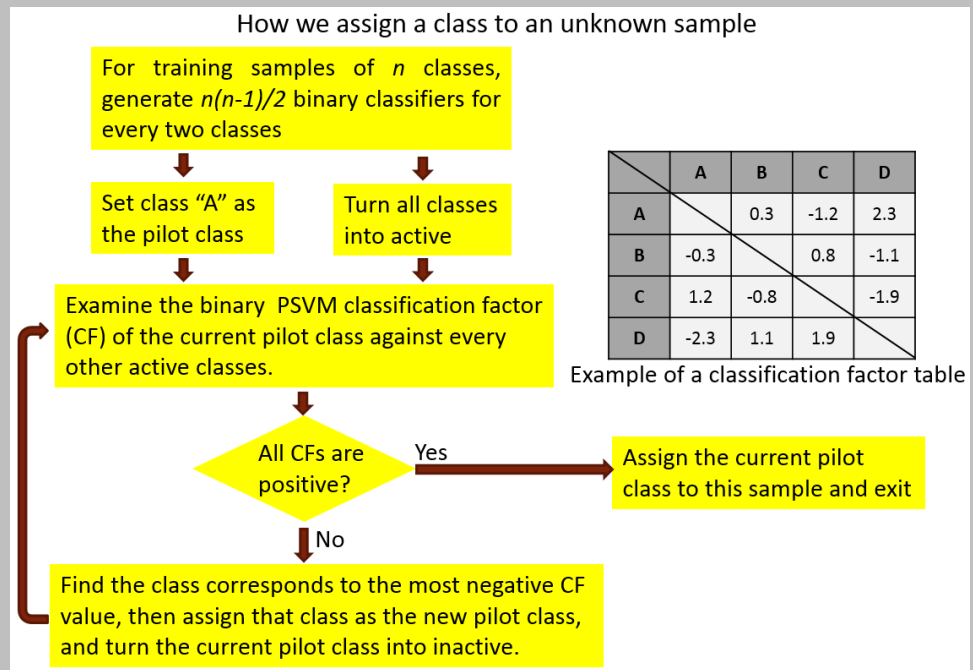 How we assign a class to an unknown sample
For training samples of n classes,
generate n(n-1)/2 binary classifiers for
every two classes
Set class “A” as
the pilot class
Turn all classes
into active
Examine the binary PSVM classification factor
(CF) of the current pilot class against every
other active classes.
All CFs are
positive?
Yes
Assign the current pilot
class to this sample and exit
No
Find the class corresponds to the most negative CF
value, then assign that class as the new pilot class,
and turn the current pilot class into inactive.
A B C D
A 0.3 -1.2 2.3
B -0.3 0.8 -1.1
C 1.2 -0.8 -1.9
D -2.3 1.1 1.9
Example of a classification factor table